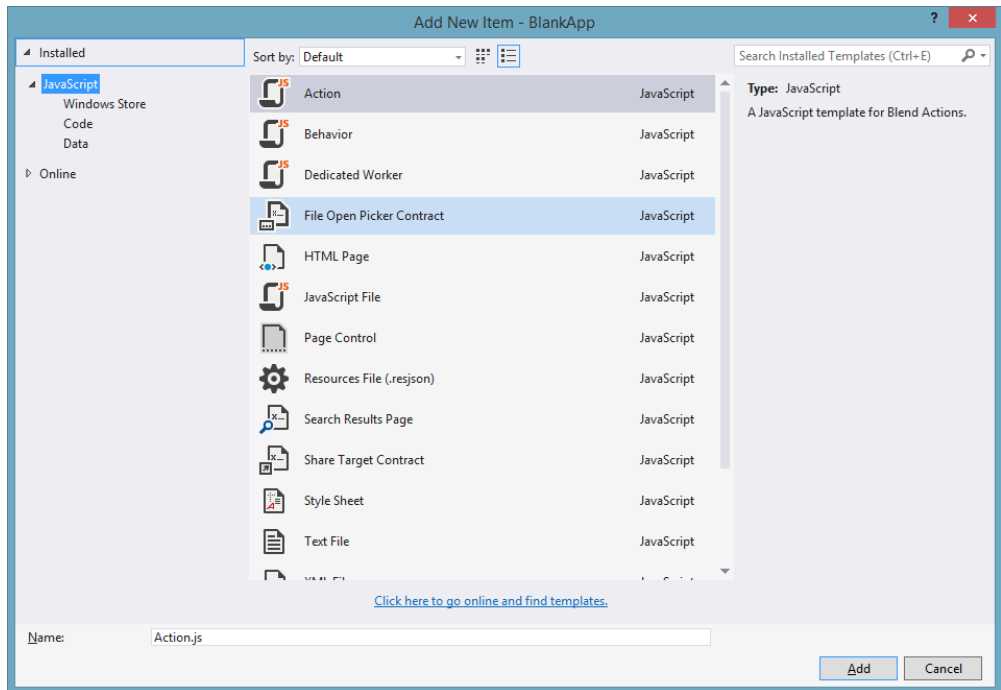 Add New Item - BlankApp
?
Installed
Sort by: Default
Search Installed Templates (Ctrl+E)
JavaScript
Windows Store
Code
Data
Online
Action JavaScript
Behavior JavaScript
Dedicated Worker JavaScript
File Open Picker Contract JavaScript
HTML Page JavaScript
JavaScript File JavaScript
Page Control JavaScript
Resources File (.resjson) JavaScript
Search Results Page JavaScript
Share Target Contract JavaScript
Style Sheet JavaScript
Text File JavaScript
Type: JavaScript
A JavaScript template for Blend Actions.
Click here to go online and find templates.
Name: Action.js
Add Cancel